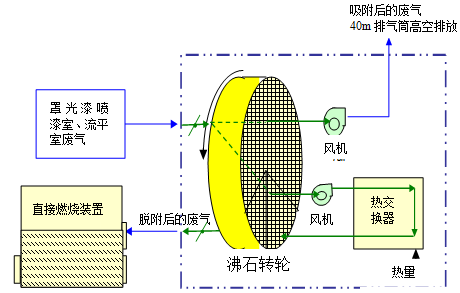 吸附后的废气
40m 排气筒高空排放
罩光漆喷
漆室、流平
室废气
风机
直接燃烧装置
脱附后的废气
风机
热交
换器
沸石转轮
热量